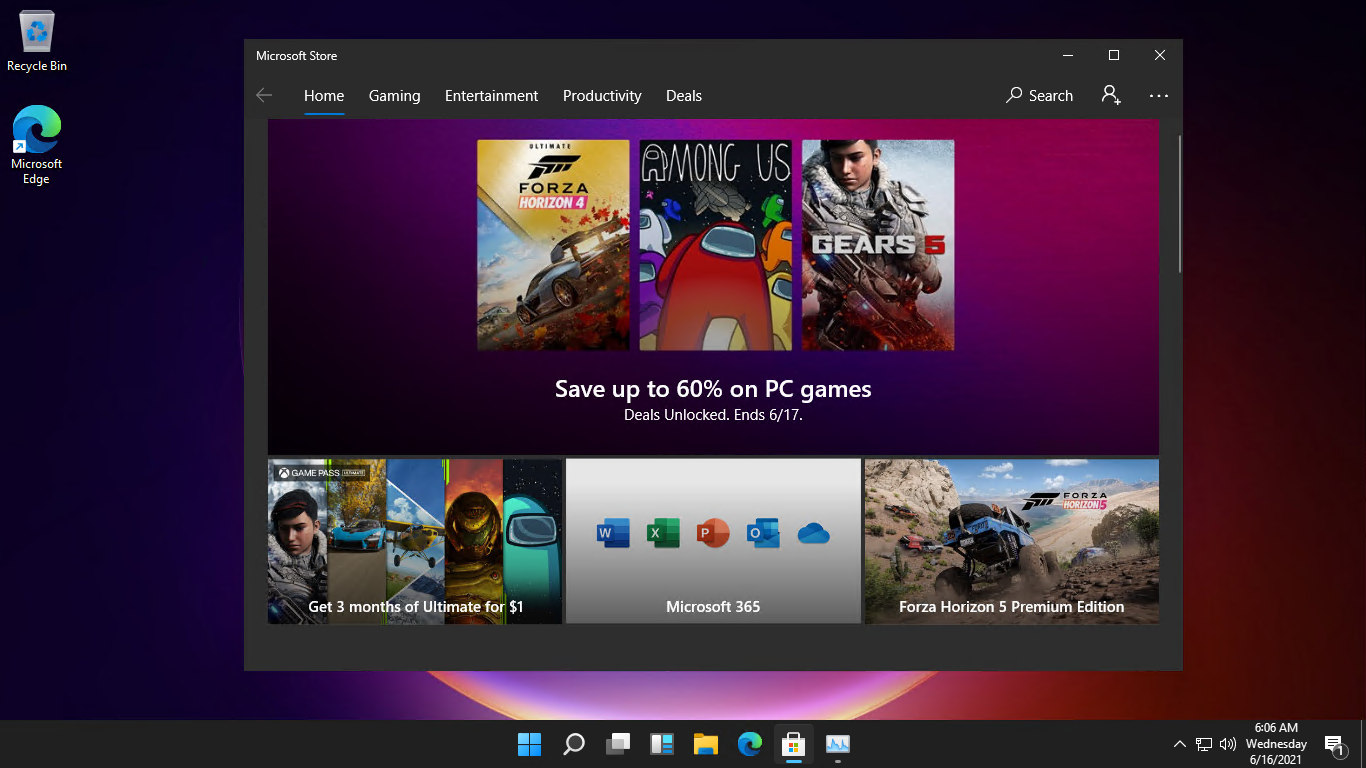 Recycle Bin
Microsoft
Edge
Microsoft Store
Home Gaming Entertainment Productivity Deals Search
ULTIMATE
FORZA
HORIZON 4
AMONG US
GEARS 5
Save up to 60% on PC games
Deals Unlocked. Ends 6/17.
GAME PASS ULTIMATE
Get 3 months of Ultimate for $1
W X P O
Microsoft 365
FORZA
HORIZON 5
Forza Horizon 5 Premium Edition
6:06 AM
Wednesday
6/16/2021
1